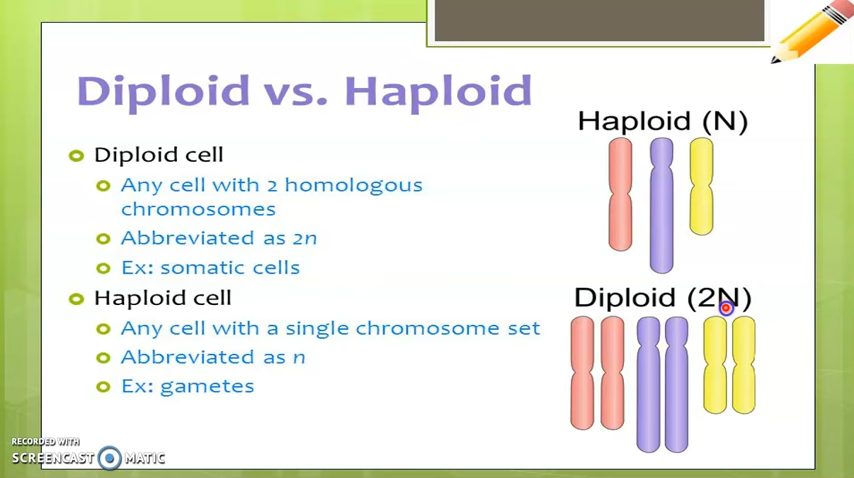 Diploid vs. Haploid
Diploid cell
Any cell with 2 homologous
chromosomes
Abbreviated as 2n
Ex: somatic cells
Haploid cell
Any cell with a single chromosome set
Abbreviated as n
Ex: gametes
Haploid (N)
Diploid (2N)
RECORDED WITH
SCREENCAST MATIC